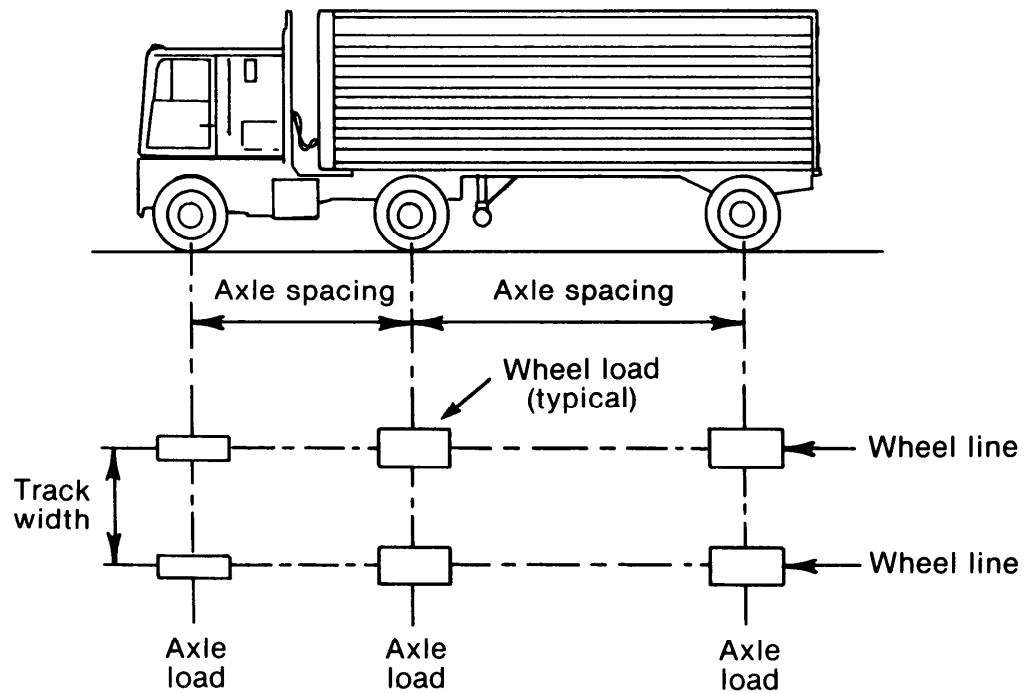 Axle spacing
Axle spacing
Wheel load
(typical)
Wheel line
Track
width
Wheel line
Axle
load
Axle
load
Axle
load